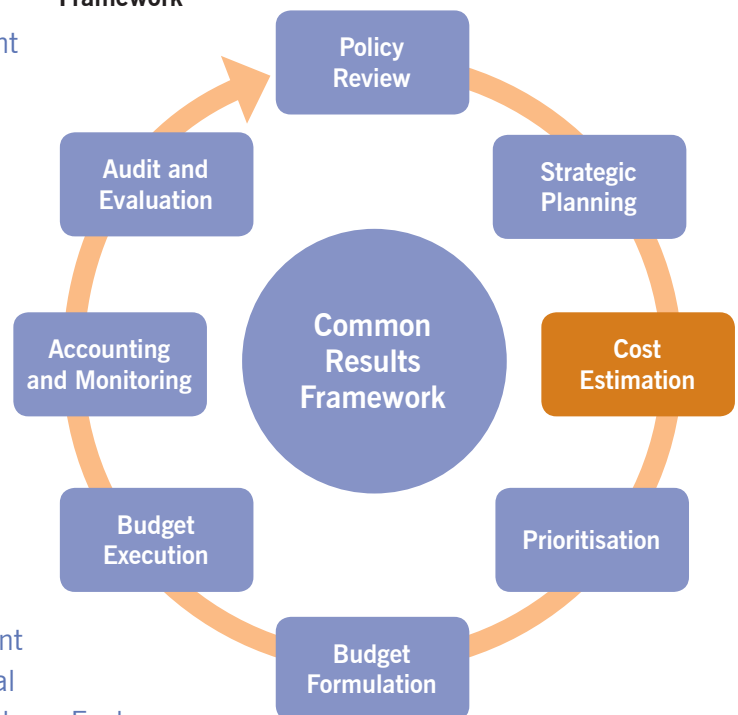 Framework
Policy
Review
Strategic
Planning
Cost
Estimation
Prioritisation
Budget
Formulation
Budget
Execution
Accounting
and Monitoring
Audit and
Evaluation
Common
Results
Framework